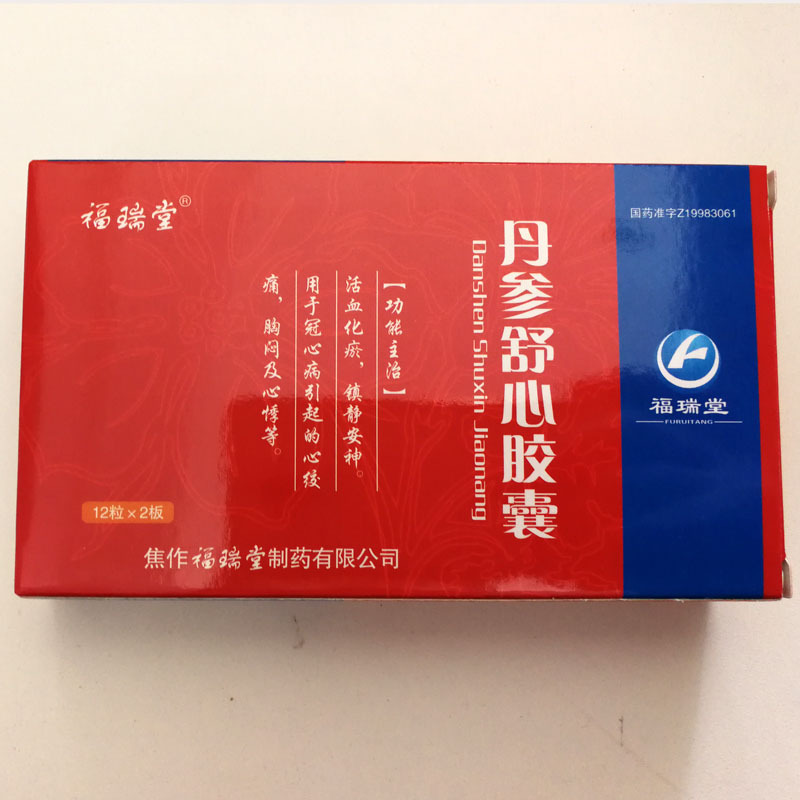 福瑞堂®
国药准字Z19983061
丹参舒心胶囊
Danshen Shuxin Jiaonang
【功能主治】
活血化瘀，镇静安神。
用于冠心病引起的心绞
痛，胸闷及心悸等。
福瑞堂
FURUITANG
12粒×2板
焦作福瑞堂制药有限公司